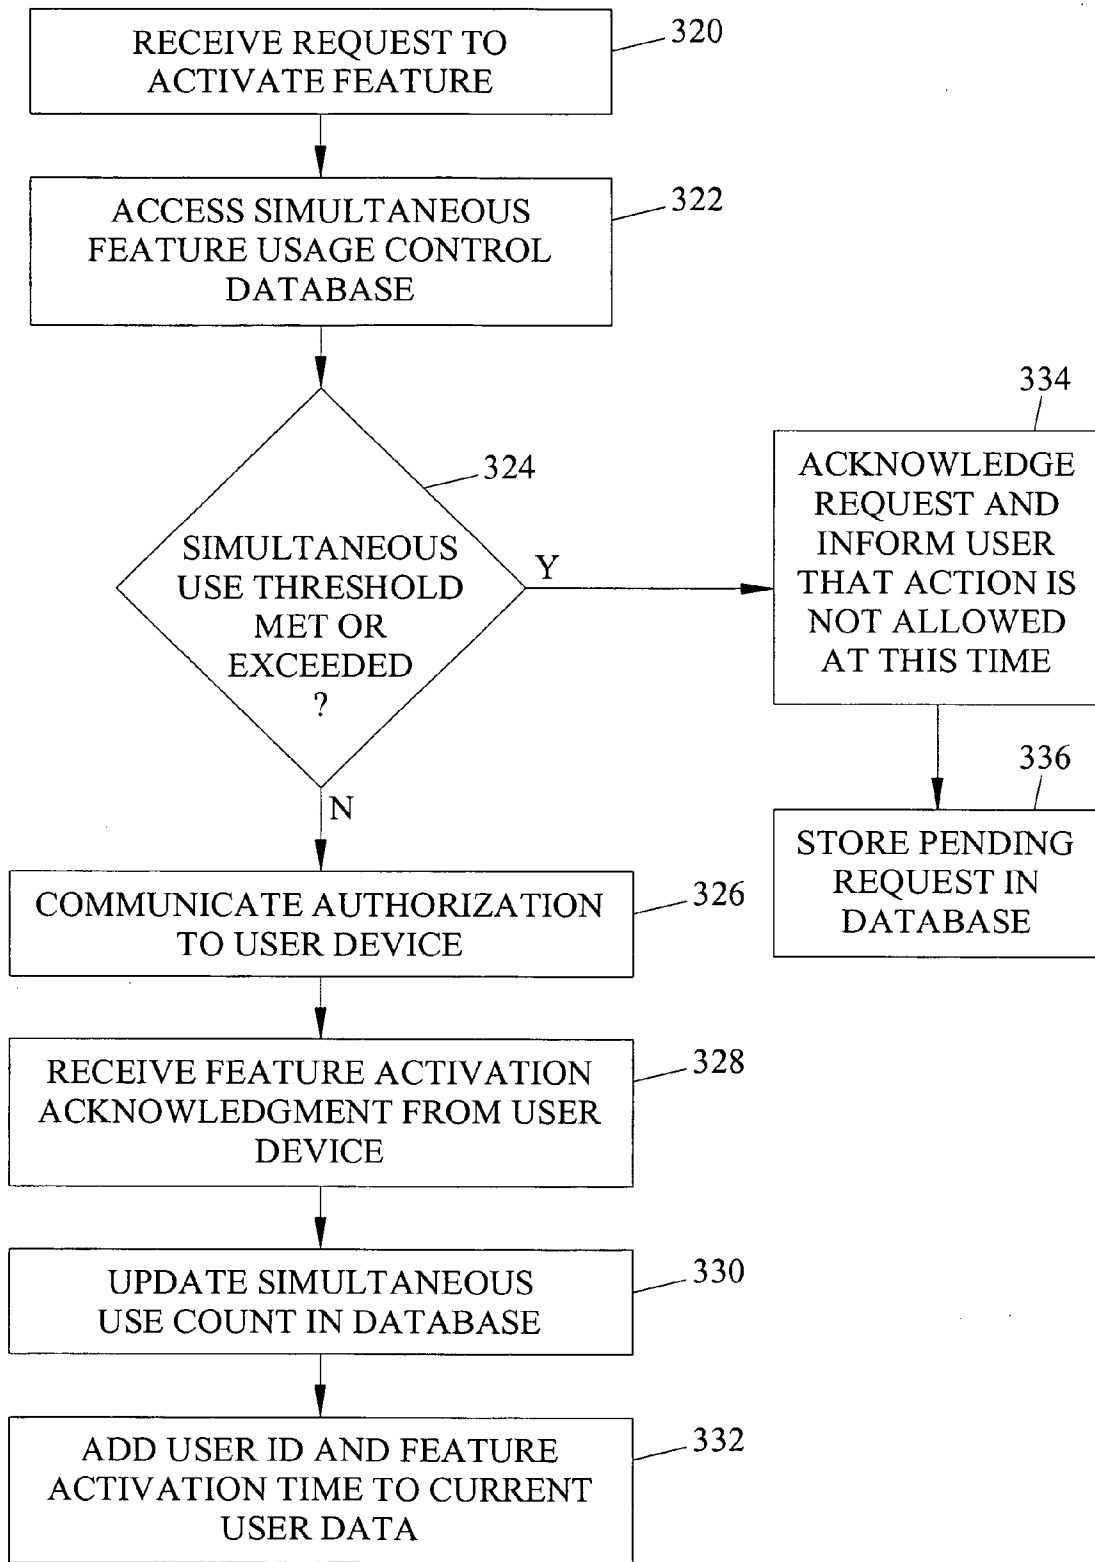 RECEIVE REQUEST TO
ACTIVATE FEATURE
320
ACCESS SIMULTANEOUS
FEATURE USAGE CONTROL
DATABASE
322
324
SIMULTANEOUS
USE THRESHOLD
MET OR
EXCEEDED
?
Y
N
334
ACKNOWLEDGE
REQUEST AND
INFORM USER
THAT ACTION IS
NOT ALLOWED
AT THIS TIME
336
STORE PENDING
REQUEST IN
DATABASE
COMMUNICATE AUTHORIZATION
TO USER DEVICE
326
RECEIVE FEATURE ACTIVATION
ACKNOWLEDGMENT FROM USER
DEVICE
328
UPDATE SIMULTANEOUS
USE COUNT IN DATABASE
330
ADD USER ID AND FEATURE
ACTIVATION TIME TO CURRENT
USER DATA
332